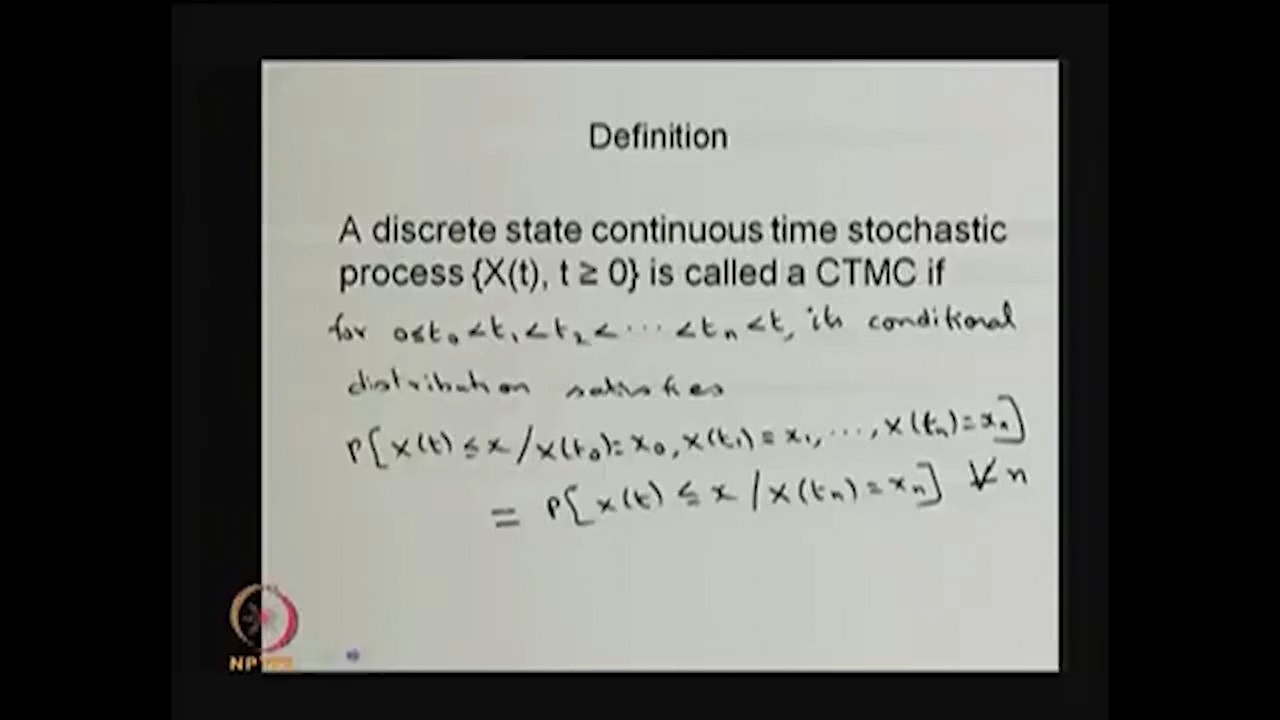 Definition
A discrete state continuous time stochastic
process {X(t), t ≥ 0} is called a CTMC if
for 0≤t₀<t₁<t₂<⋯<tₙ<t, its conditional
distribution satisfies
P[X(t) ≤ x / X(t₀)=x₀, X(t₁)=x₁, ⋯, X(tₙ)=xₙ]
= P[X(t) ≤ x / X(tₙ)=xₙ] ∀ n